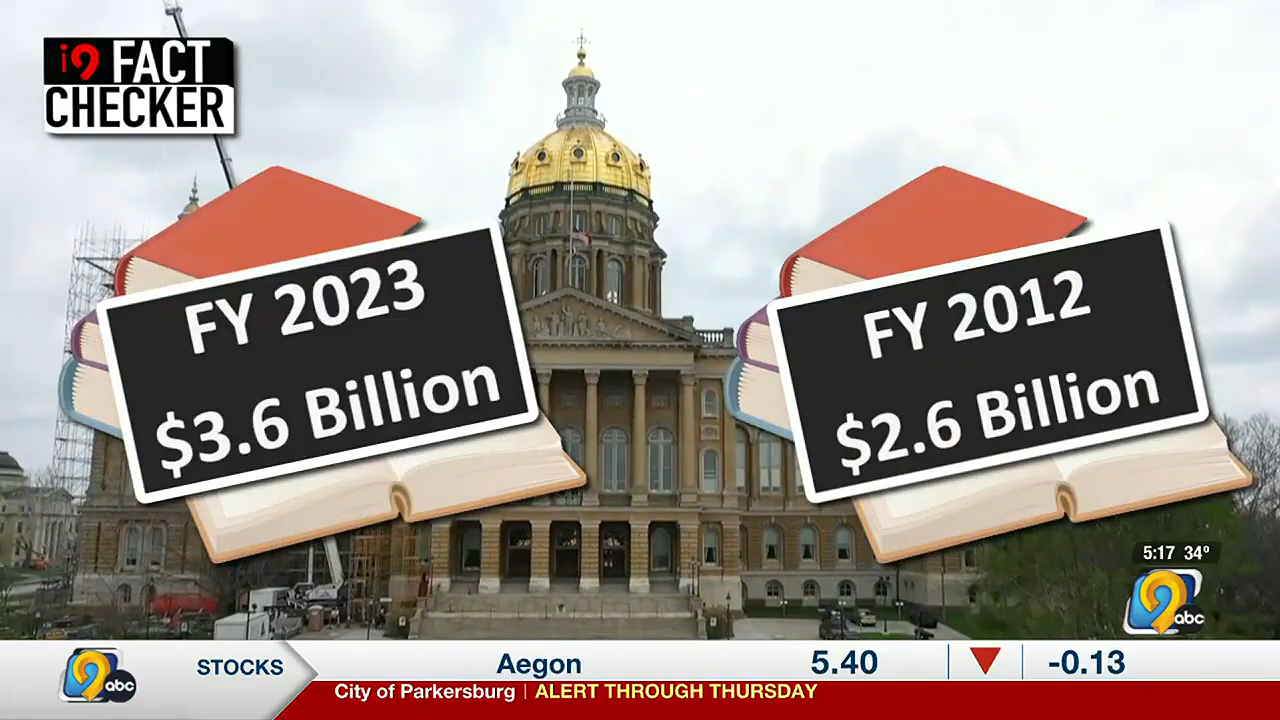 i9 FACT
CHECKER
FY 2023
$3.6 Billion
FY 2012
$2.6 Billion
5:17 34°
9 abc
9 abc STOCKS Aegon 5.40 -0.13
City of Parkersburg | ALERT THROUGH THURSDAY